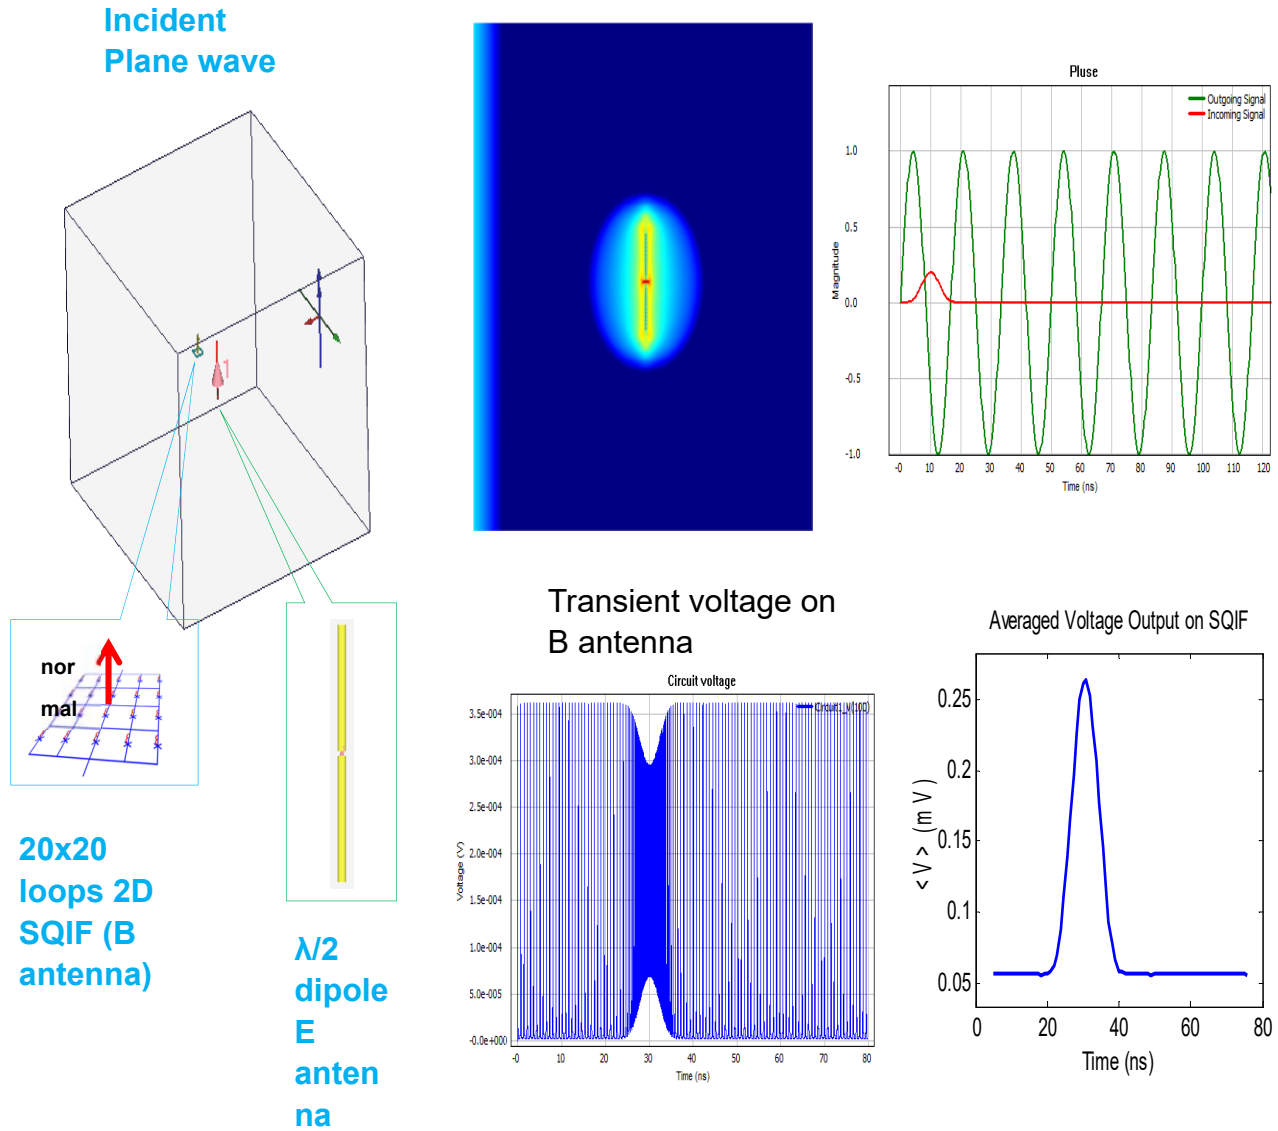 Incident
Plane wave
1
nor
mal
20x20
loops 2D
SQIF (B
antenna)
λ/2
dipole
E
anten
na
Pluse
Outgoing Signal
Incoming Signal
Magnitude
1.0
0.5
0.0
-0.5
-1.0
-0 10 20 30 40 50 60 70 80 90 100 110 120
Time (ns)
Transient voltage on
B antenna
Circuit voltage
Voltage (V)
3.5e-004
3.0e-004
2.5e-004
2.0e-004
1.5e-004
1.0e-004
5.0e-005
-0.0e+000
-0 10 20 30 40 50 60 70 80
Time (ns)
Averaged Voltage Output on SQIF
< V > (m V)
0.25
0.2
0.15
0.1
0.05
0 20 40 60 80
Time (ns)